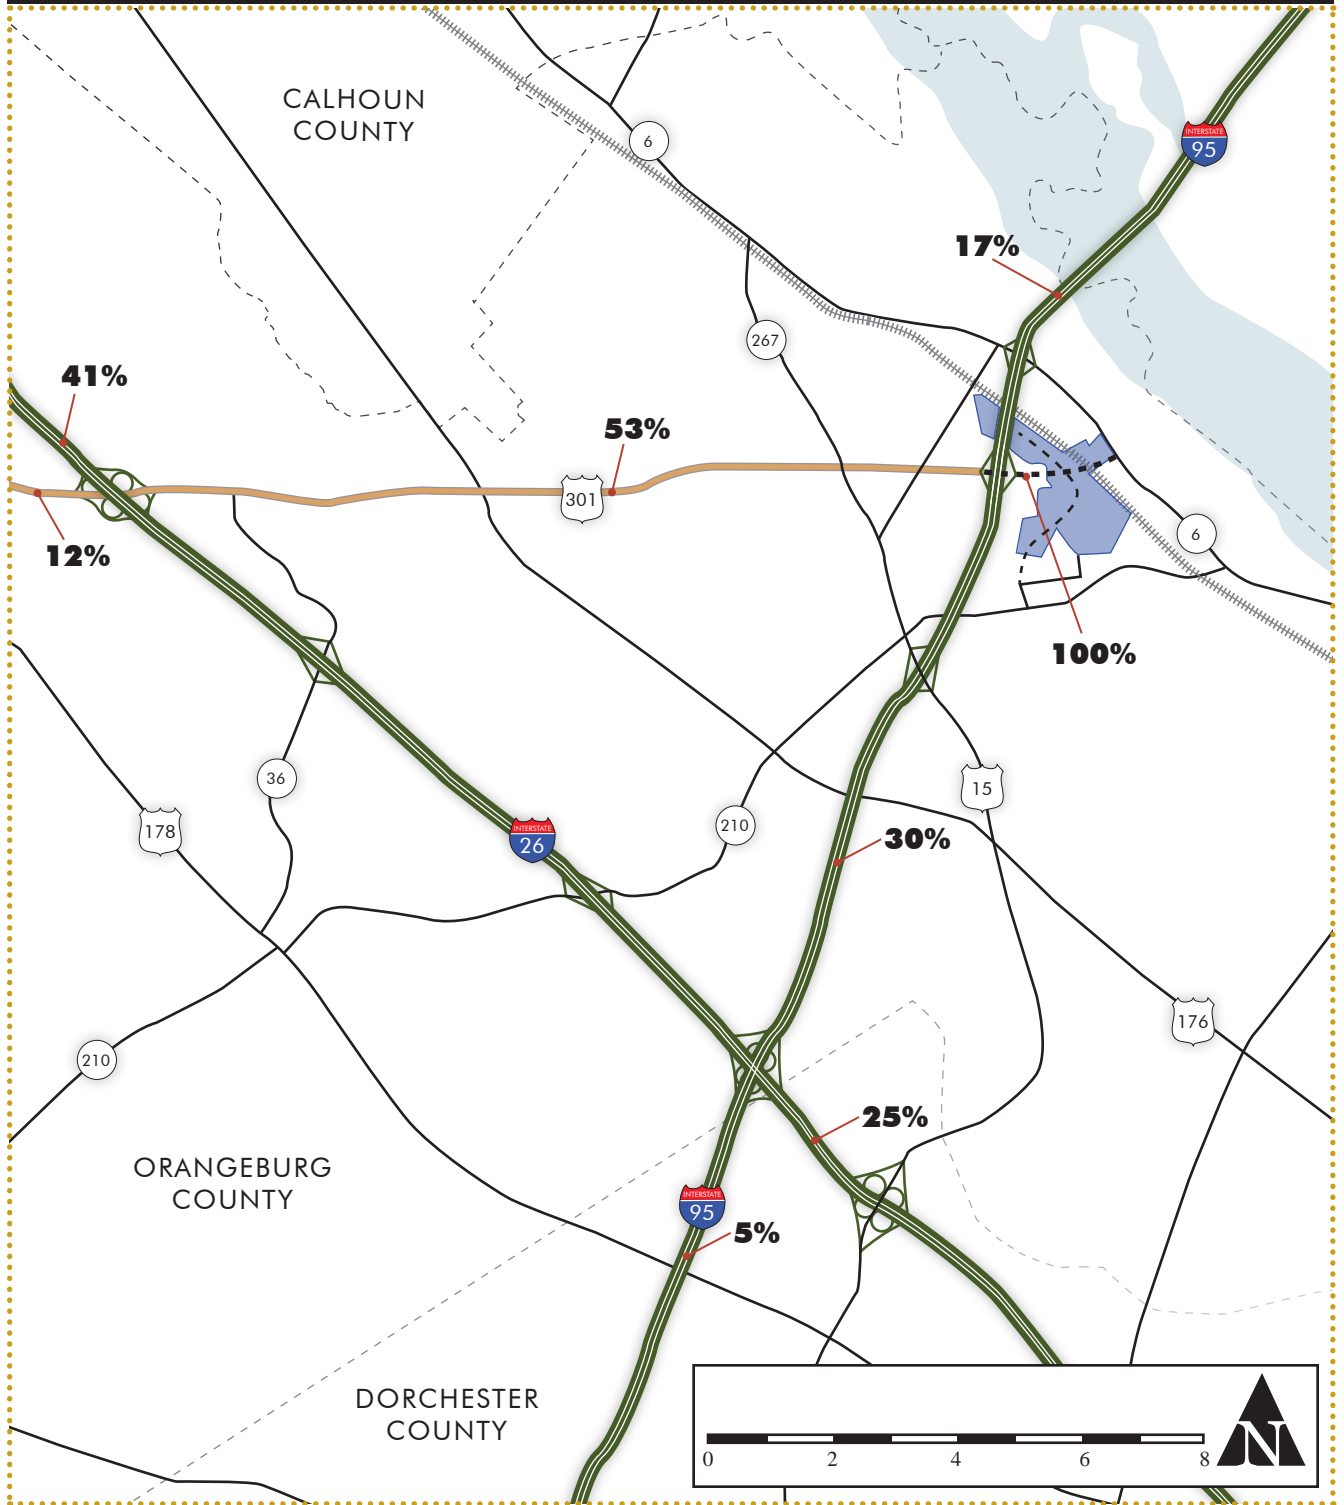 CALHOUN
COUNTY
6
INTERSTATE
95
17%
267
41%
53%
301
12%
6
100%
36
178
15
INTERSTATE
26
210
30%
176
210
25%
ORANGEBURG
COUNTY
INTERSTATE
95
5%
DORCHESTER
COUNTY
0 2 4 6 8
N